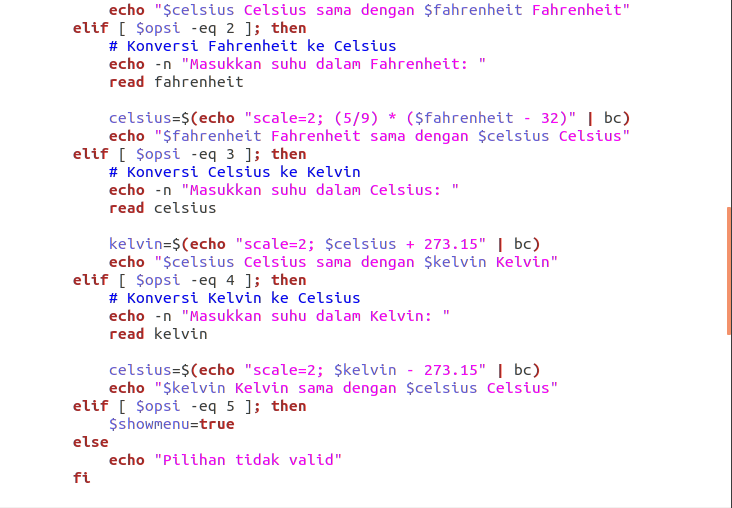 echo "$celsius Celsius sama dengan $fahrenheit Fahrenheit"
elif [ $opsi -eq 2 ]; then
# Konversi Fahrenheit ke Celsius
echo -n "Masukkan suhu dalam Fahrenheit: "
read fahrenheit
celsius=$(echo "scale=2; (5/9) * ($fahrenheit - 32)" | bc)
echo "$fahrenheit Fahrenheit sama dengan $celsius Celsius"
elif [ $opsi -eq 3 ]; then
# Konversi Celsius ke Kelvin
echo -n "Masukkan suhu dalam Celsius: "
read celsius
kelvin=$(echo "scale=2; $celsius + 273.15" | bc)
echo "$celsius Celsius sama dengan $kelvin Kelvin"
elif [ $opsi -eq 4 ]; then
# Konversi Kelvin ke Celsius
echo -n "Masukkan suhu dalam Kelvin: "
read kelvin
celsius=$(echo "scale=2; $kelvin - 273.15" | bc)
echo "$kelvin Kelvin sama dengan $celsius Celsius"
elif [ $opsi -eq 5 ]; then
$showmenu=true
else
echo "Pilihan tidak valid"
fi